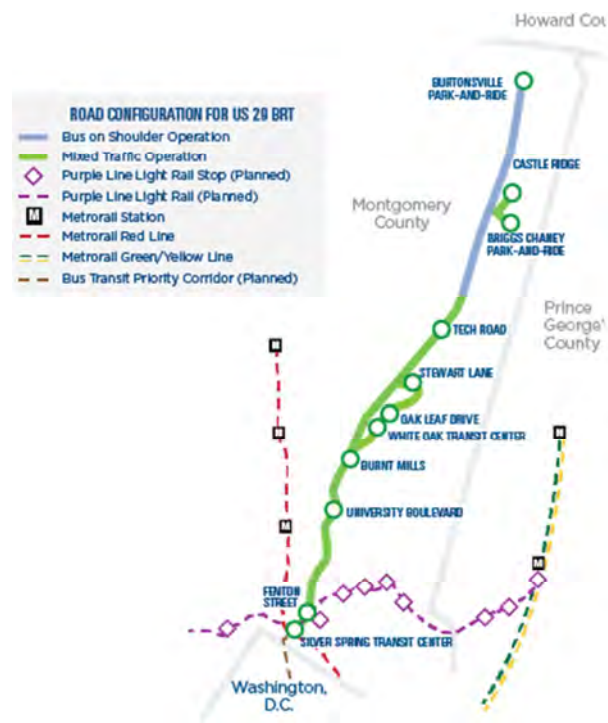 Howard Cou
BURTONSVILLE
PARK-AND-RIDE
ROAD CONFIGURATION FOR US 29 BRT
Bus on Shoulder Operation
Mixed Traffic Operation
Purple Line Light Rail Stop (Planned)
Purple Line Light Rail (Planned)
M Metrorail Station
Metrorail Red Line
Metrorail Green/Yellow Line
Bus Transit Priority Corridor (Planned)
CASTLE RIDGE
Montgomery
County
BRIGGS CHANEY
PARK-AND-RIDE
Prince
George'
County
TECH ROAD
M
STEWART LANE
OAK LEAF DRIVE
WHITE OAK TRANSIT CENTER
M
M
BURNT MILLS
UNIVERSITY BOULEVARD
M
M
FENTON
STREET
SILVER SPRING TRANSIT CENTER
Washington,
D.C.